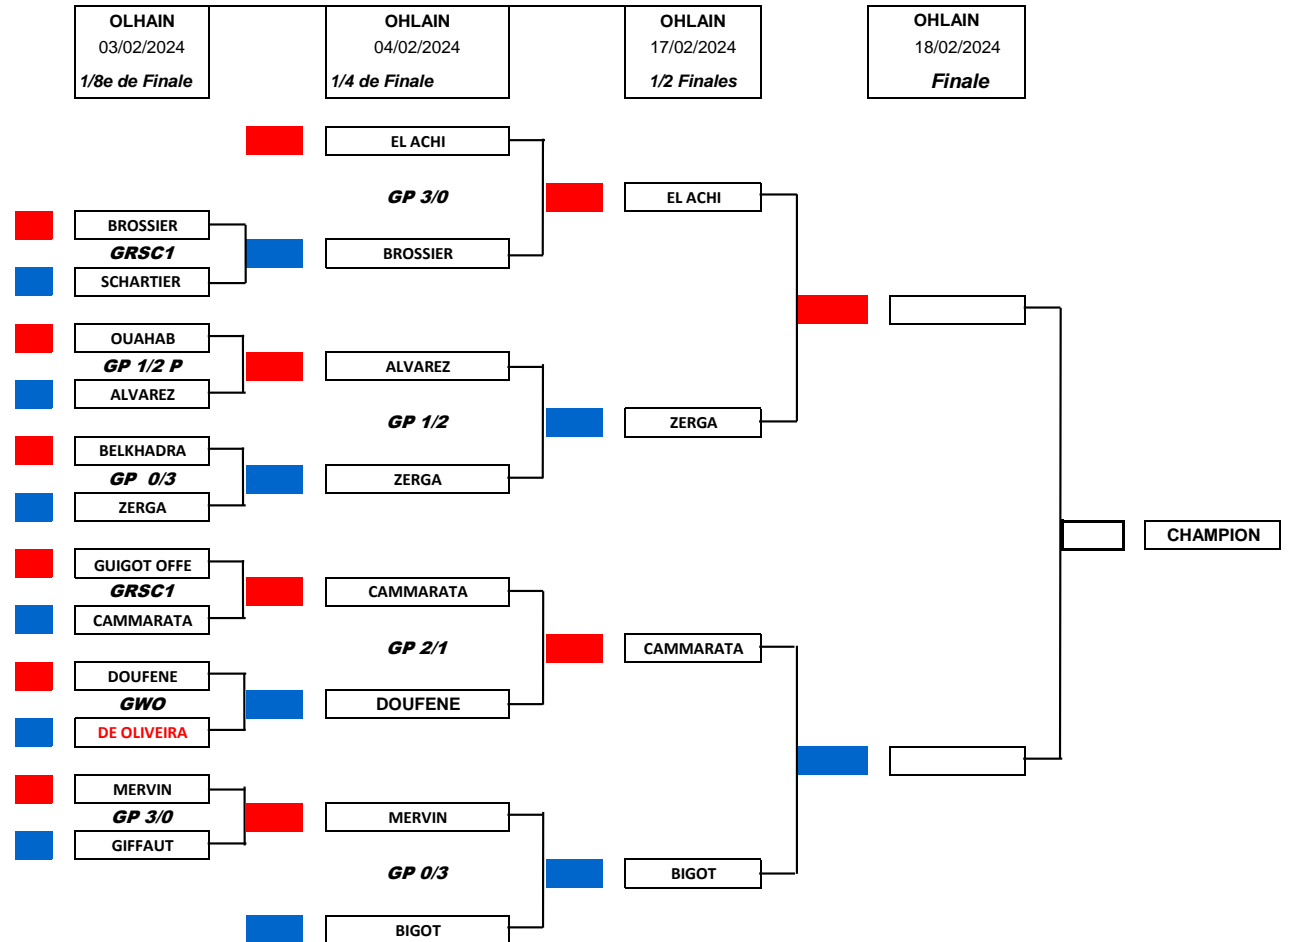 OLHAIN
03/02/2024
1/8e de Finale
OHLAIN
04/02/2024
1/4 de Finale
OHLAIN
17/02/2024
1/2 Finales
OHLAIN
18/02/2024
Finale
BROSSIER
GRSC1
SCHARTIER
OUAHAB
GP 1/2 P
ALVAREZ
BELKHADRA
GP 0/3
ZERGA
GUIGOT OFFE
GRSC1
CAMMARATA
DOUFENE
GWO
DE OLIVEIRA
MERVIN
GP 3/0
GIFFAUT
EL ACHI
GP 3/0
BROSSIER
ALVAREZ
GP 1/2
ZERGA
CAMMARATA
GP 2/1
DOUFENE
MERVIN
GP 0/3
BIGOT
EL ACHI
ZERGA
CAMMARATA
BIGOT
CHAMPION